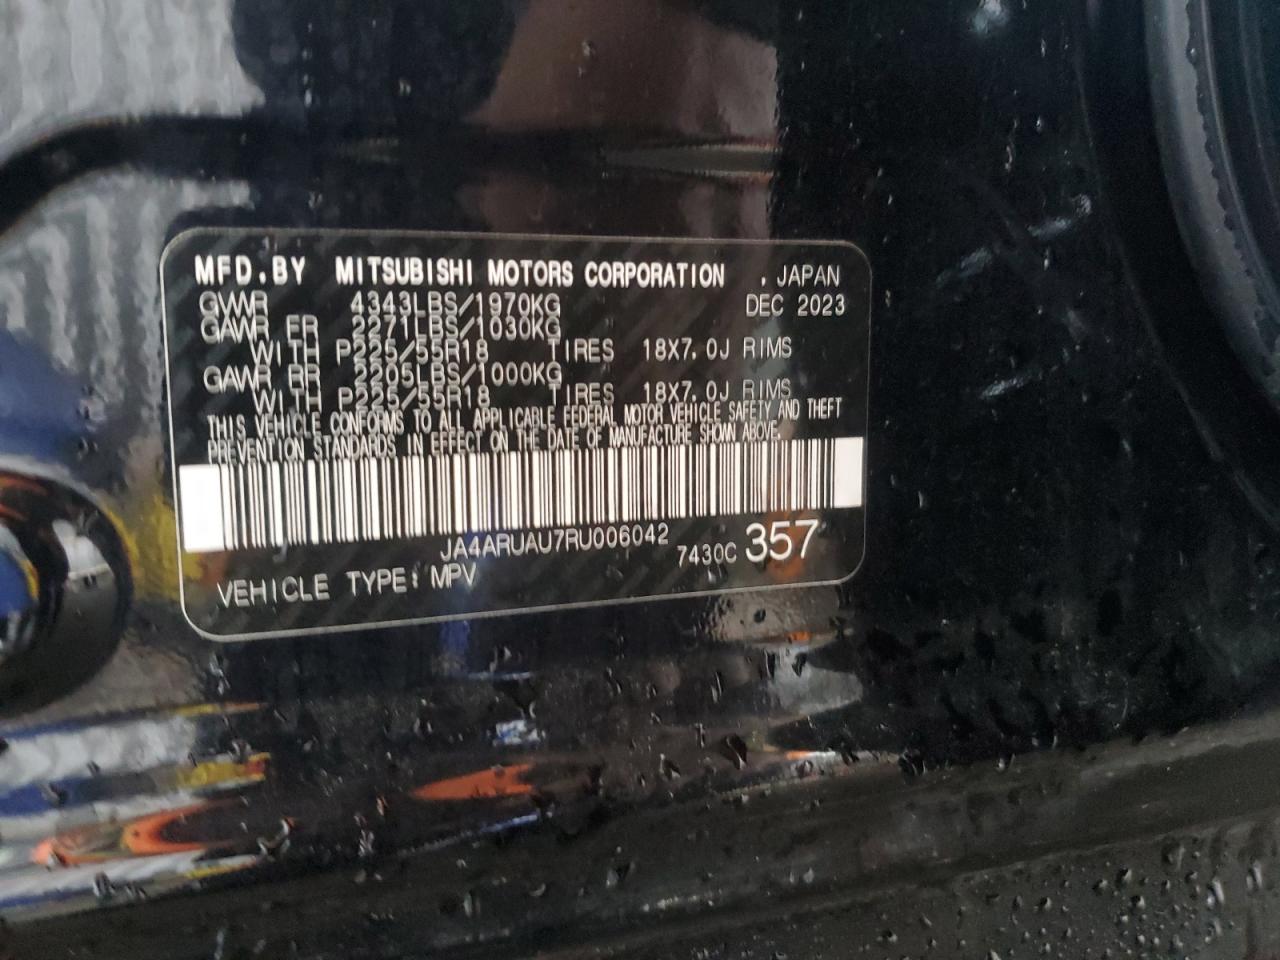 MFD.BY MITSUBISHI MOTORS CORPORATION . JAPAN
GVWR 4343LBS/1970KG DEC 2023
GAWR FR 2271LBS/1030KG
WITH P225/55R18 TIRES 18X7.0J RIMS
GAWR RR 2205LBS/1000KG
WITH P225/55R18 TIRES 18X7.0J RIMS
THIS VEHICLE CONFORMS TO ALL APPLICABLE FEDERAL MOTOR VEHICLE SAFETY AND THEFT
PREVENTION STANDARDS IN EFFECT ON THE DATE OF MANUFACTURE SHOWN ABOVE.
JA4ARUAU7RU006042 7430C 357
VEHICLE TYPE: MPV